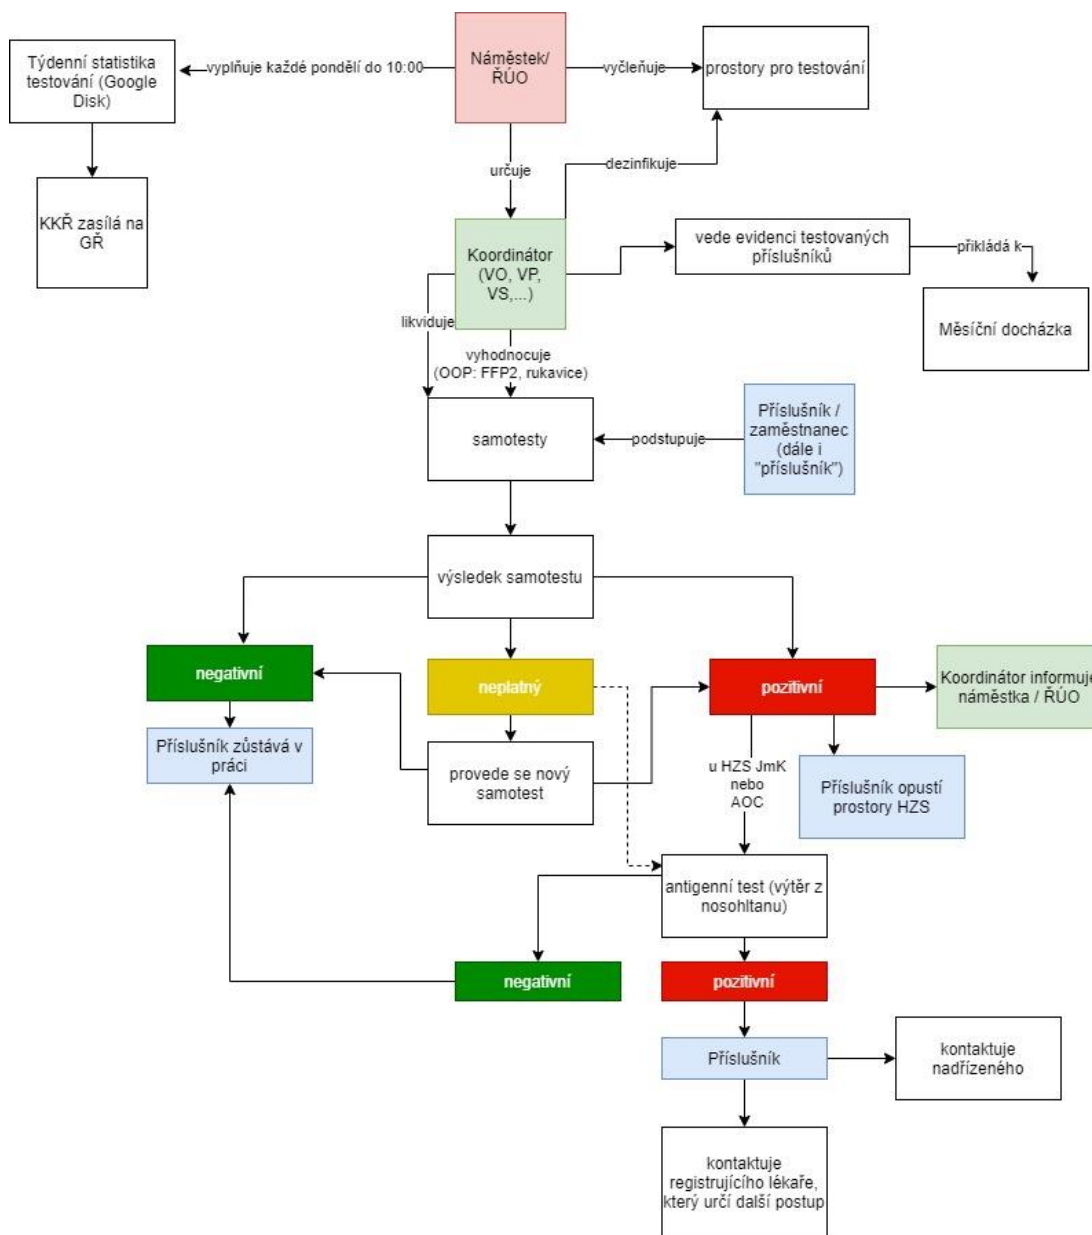 Týdenní statistika
testování (Google
Disk)
vyplňuje každé pondělí do 10:00
Náměstek/
ŘÚO
vyčleňuje
prostory pro testování
určuje
dezinfikuje
KKŘ zasílá na
GŘ
Koordinátor
(VO, VP,
VS,...)
vede evidenci testovaných
příslušníků
přikládá k
Měsíční docházka
likviduje
vyhodnocuje
(OOP: FFP2, rukavice)
samotesty
podstupuje
Příslušník /
zaměstnanec
(dále i
"příslušník")
výsledek samotestu
negativní
neplatný
pozitivní
Koordinátor informuje
náměstka / ŘÚO
Příslušník zůstává v
práci
provede se nový
samotest
u HZS JmK
nebo
AOC
Příslušník opustí
prostory HZS
antigenní test (výtěr z
nosohltanu)
negativní
pozitivní
Příslušník
kontaktuje
nadřízeného
kontaktuje
registrujícího lékaře,
který určí další postup